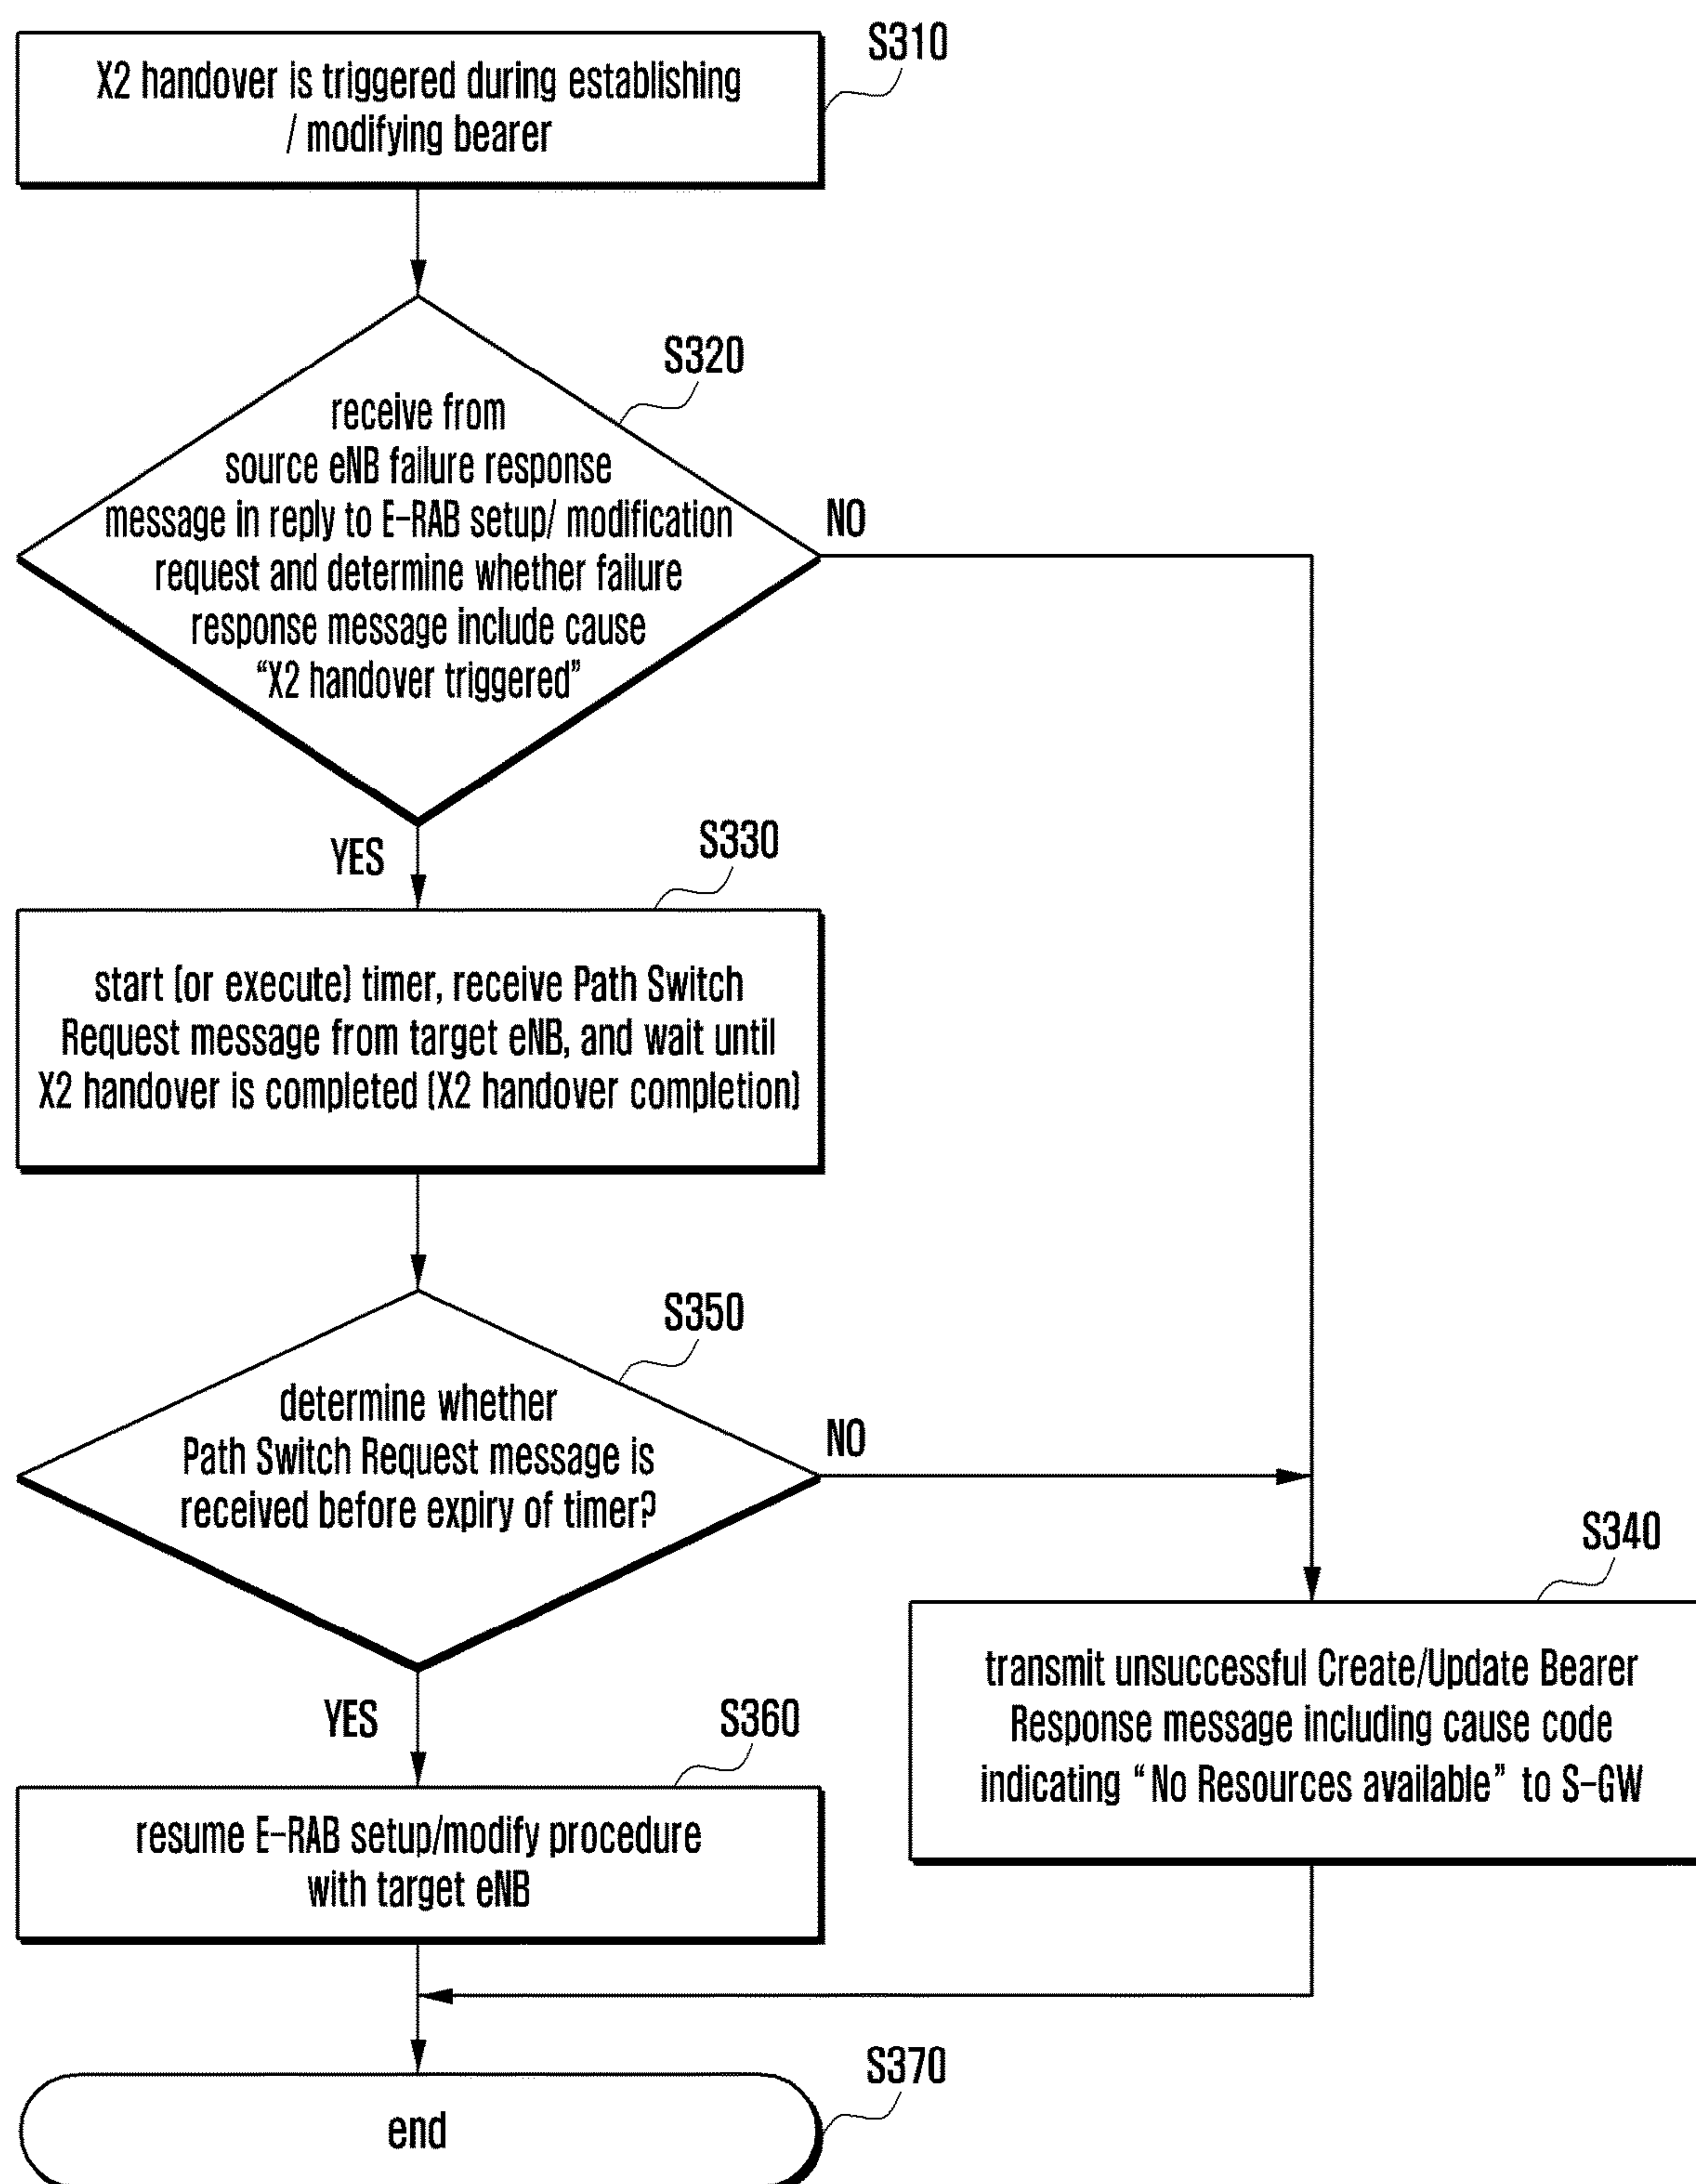 S310
X2 handover is triggered during establishing
/ modifying bearer
S320
receive from
source eNB failure response
message in reply to E-RAB setup/ modification
request and determine whether failure
response message include cause
“X2 handover triggered”
NO
YES
S330
start (or execute) timer, receive Path Switch
Request message from target eNB, and wait until
X2 handover is completed (X2 handover completion)
S350
determine whether
Path Switch Request message is
received before expiry of timer?
NO
S340
transmit unsuccessful Create/Update Bearer
Response message including cause code
indicating “No Resources available” to S-GW
YES
S360
resume E-RAB setup/modify procedure
with target eNB
S370
end